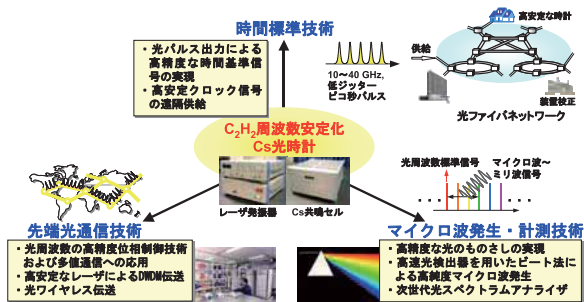 時間標準技術
・光パルス出力による
高精度な時間基準信
号の実現
・高安定クロック信号
の遠隔供給
10～40 GHz,
低ジッター
ピコ秒パルス
供給
高安定な時計
装置校正
光ファイバネットワーク
C₂H₂周波数安定化
Cs光時計
レーザ発振器
Cs共鳴セル
光周波数標準信号
マイクロ波～
ミリ波信号
先端光通信技術
・光周波数の高精度位相制御技術
および多値通信への応用
・高安定なレーザによるDWDM伝送
・光ワイヤレス伝送
マイクロ波発生・計測技術
・高精度な光のものさしの実現
・高速光検出器を用いたビート法に
よる高純度マイクロ波発生
・次世代光スペクトラムアナライザ